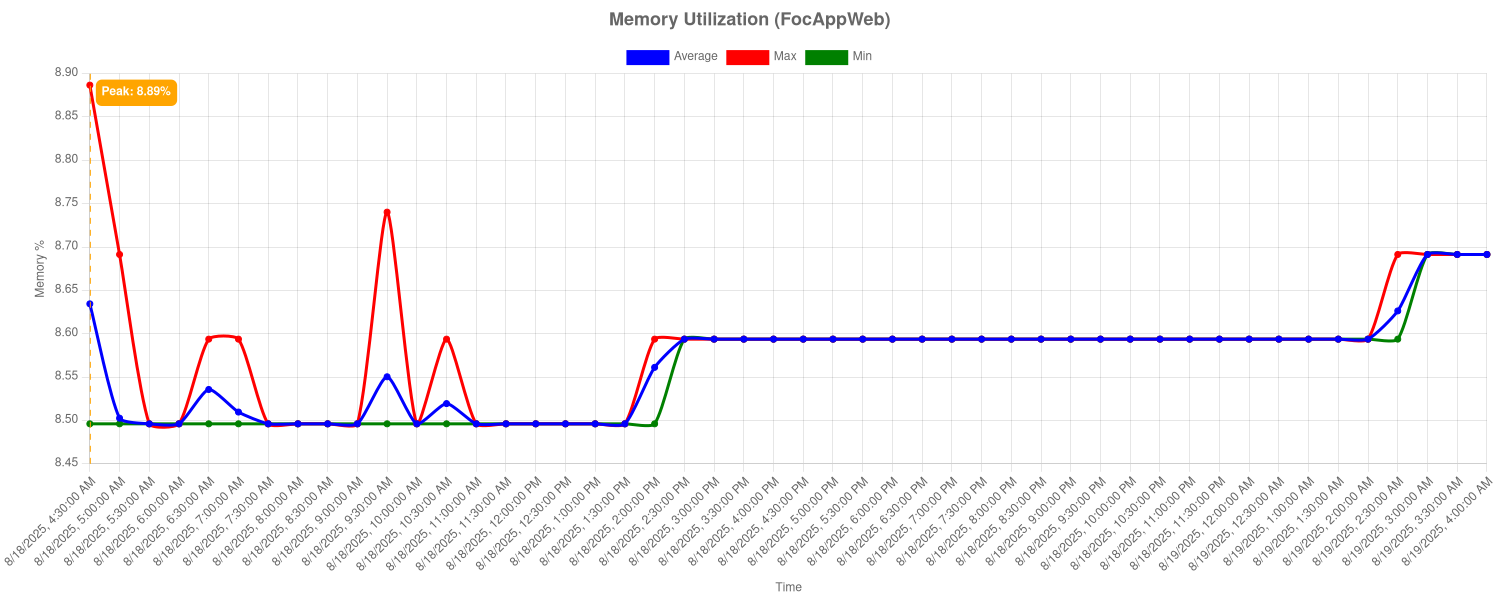 Memory Utilization (FocAppWeb)
Average Max Min
Peak: 8.89%
Memory %
8.90
8.85
8.80
8.75
8.70
8.65
8.60
8.55
8.50
8.45
8/18/2025, 4:30:00 AM
8/18/2025, 5:00:00 AM
8/18/2025, 5:30:00 AM
8/18/2025, 6:00:00 AM
8/18/2025, 6:30:00 AM
8/18/2025, 7:00:00 AM
8/18/2025, 7:30:00 AM
8/18/2025, 8:00:00 AM
8/18/2025, 8:30:00 AM
8/18/2025, 9:00:00 AM
8/18/2025, 9:30:00 AM
8/18/2025, 10:00:00 AM
8/18/2025, 10:30:00 AM
8/18/2025, 11:00:00 AM
8/18/2025, 11:30:00 AM
8/18/2025, 12:00:00 PM
8/18/2025, 12:30:00 PM
8/18/2025, 1:00:00 PM
8/18/2025, 1:30:00 PM
8/18/2025, 2:00:00 PM
8/18/2025, 2:30:00 PM
8/18/2025, 3:00:00 PM
8/18/2025, 3:30:00 PM
8/18/2025, 4:00:00 PM
8/18/2025, 4:30:00 PM
8/18/2025, 5:00:00 PM
8/18/2025, 5:30:00 PM
8/18/2025, 6:00:00 PM
8/18/2025, 6:30:00 PM
8/18/2025, 7:00:00 PM
8/18/2025, 7:30:00 PM
8/18/2025, 8:00:00 PM
8/18/2025, 8:30:00 PM
8/18/2025, 9:00:00 PM
8/18/2025, 9:30:00 PM
8/18/2025, 10:00:00 PM
8/18/2025, 10:30:00 PM
8/18/2025, 11:00:00 PM
8/18/2025, 11:30:00 PM
8/19/2025, 12:00:00 AM
8/19/2025, 12:30:00 AM
8/19/2025, 1:00:00 AM
8/19/2025, 1:30:00 AM
8/19/2025, 2:00:00 AM
8/19/2025, 2:30:00 AM
8/19/2025, 3:00:00 AM
8/19/2025, 3:30:00 AM
8/19/2025, 4:00:00 AM
Time